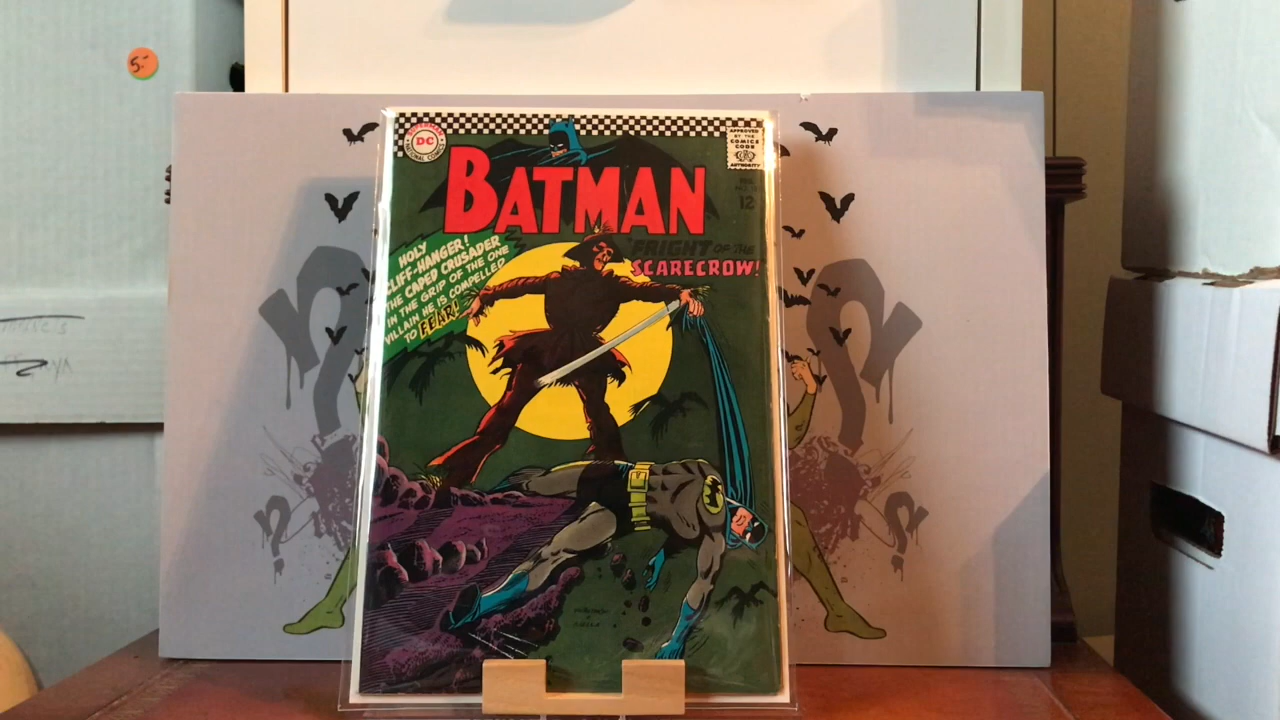 5.-
SUPERMAN
DC
NATIONAL COMICS
APPROVED
BY THE
COMICS
CODE
AUTHORITY
BATMAN
12¢
HOLY
CLIFF-HANGER!
THE CAPED CRUSADER
IN THE GRIP OF THE ONE
VILLAIN HE IS COMPELLED
TO FEAR!
"FRIGHT OF THE
SCARECROW!